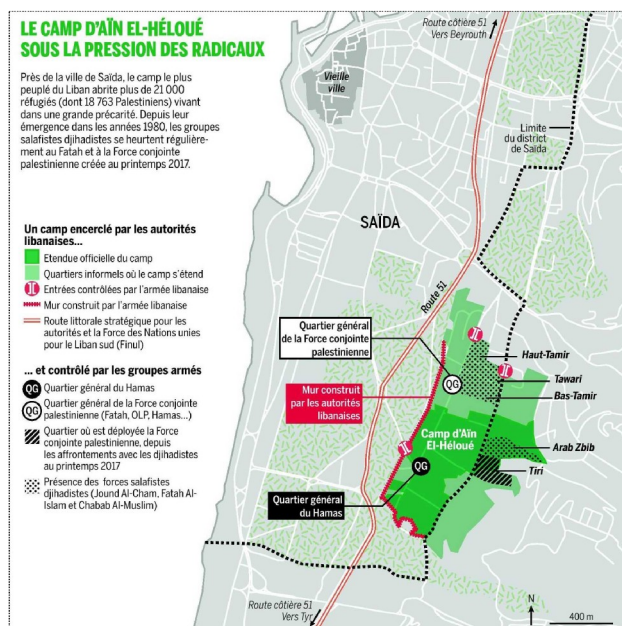 LE CAMP D'AÏN EL-HÉLOUÉ
SOUS LA PRESSION DES RADICAUX
Près de la ville de Saïda, le camp le plus
peuplé du Liban abrite plus de 21 000
réfugiés (dont 18 763 Palestiniens) vivant
dans une grande précarité. Depuis leur
émergence dans les années 1980, les groupes
salafistes djihadistes se heurtent régulière-
ment au Fatah et à la Force conjointe
palestinienne créée au printemps 2017.
Un camp encerclé par les autorités
libanaises...
Etendue officielle du camp
Quartiers informels où le camp s'étend
Entrées contrôlées par l'armée libanaise
Mur construit par l'armée libanaise
Route littorale stratégique pour les
autorités et la Force des Nations unies
pour le Liban sud (Finul)
... et contrôlé par les groupes armés
QG Quartier général du Hamas
QG Quartier général de la Force conjointe
palestinienne (Fatah, OLP, Hamas...)
Quartier où est déployée la Force
conjointe palestinienne, depuis
les affrontements avec les djihadistes
au printemps 2017
Présence des forces salafistes
djihadistes (Jound Al-Cham, Fatah Al-
Islam et Chabab Al-Muslim)
Route côtière 51
Vers Beyrouth
Vieille
ville
Limite
du district
de Saïda
SAÏDA
Route 51
Quartier général
de la Force conjointe
palestinienne
QG
Haut-Tamir
Tawari
Bas-Tamir
Mur construit
par les autorités
libanaises
Camp d'Aïn
El-Héloué
Arab Zbib
QG
Tiri
Quartier général
du Hamas
Route côtière 51
Vers Tyr
N
400 m